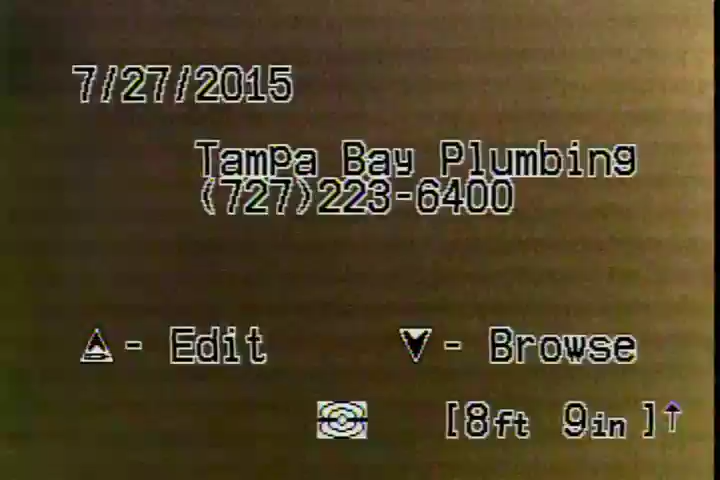 7/27/2015
Tampa Bay Plumbing
(727)223-6400
- Edit
- Browse
[8ft 9in ]↑